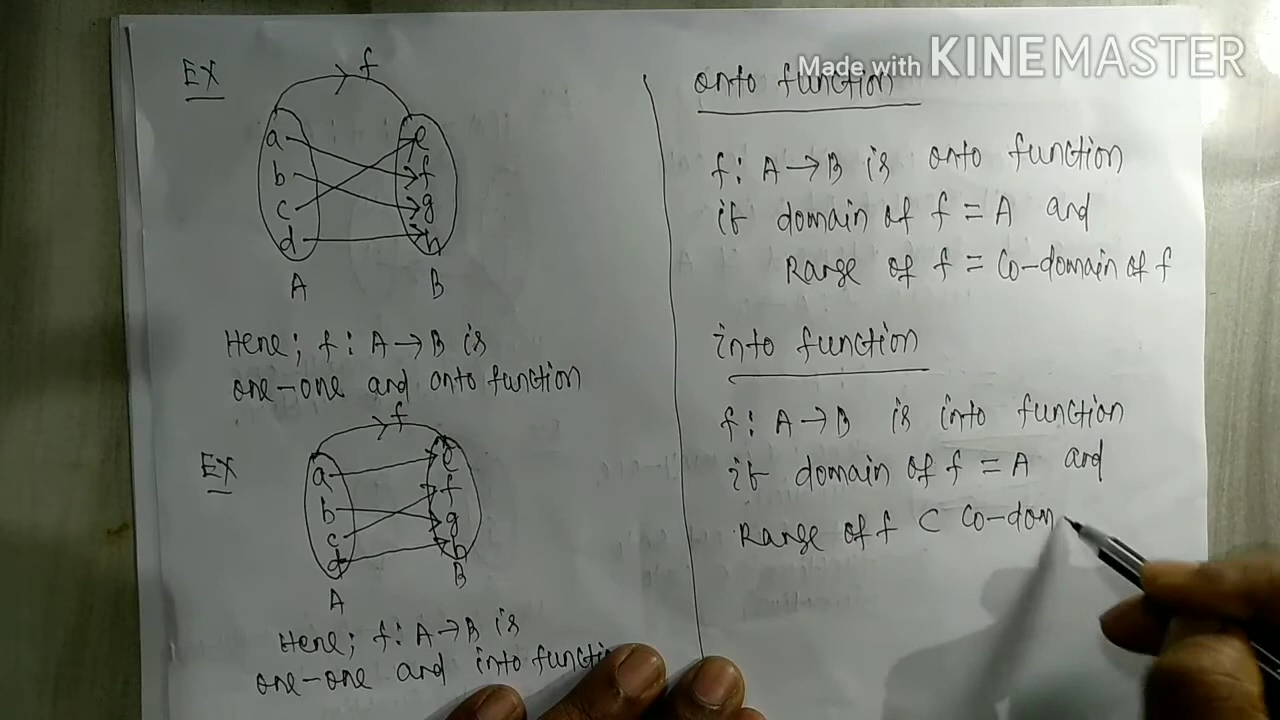 Made with KINEMASTER
EX
f
a
b
c
d
e
f
g
h
A
B
Here; f: A→B is
one-one and onto function
EX
f
a
b
c
d
e
f
g
h
A
B
Here; f: A→B is
one-one and into
onto function
f: A→B is onto function
if domain of f = A and
Range of f = Co-domain of f
into function
f: A→B is into function
if domain of f = A and
Range of f ⊂ Co-dom